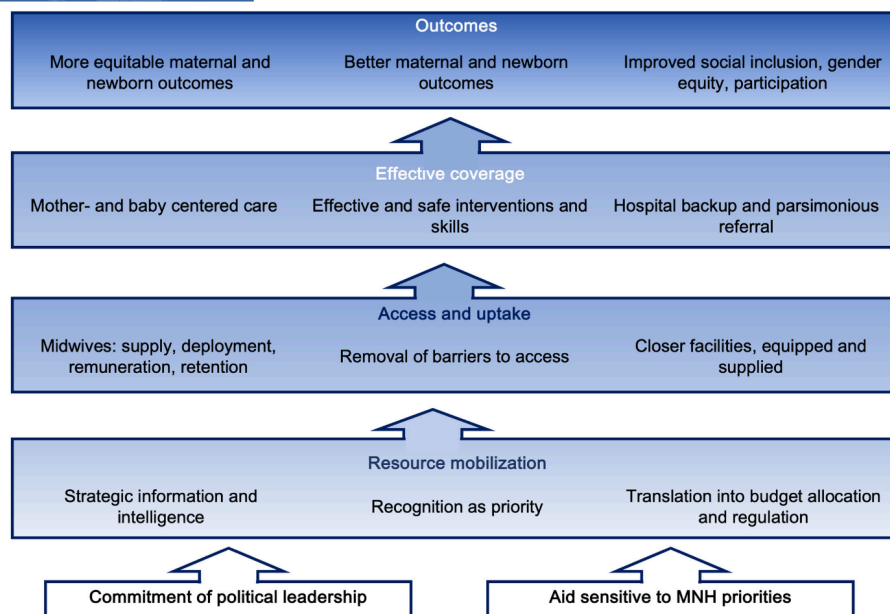 Outcomes
More equitable maternal and
newborn outcomes
Better maternal and newborn
outcomes
Improved social inclusion, gender
equity, participation
Effective coverage
Mother- and baby centered care
Effective and safe interventions and
skills
Hospital backup and parsimonious
referral
Access and uptake
Midwives: supply, deployment,
remuneration, retention
Removal of barriers to access
Closer facilities, equipped and
supplied
Resource mobilization
Strategic information and
intelligence
Recognition as priority
Translation into budget allocation
and regulation
Commitment of political leadership
Aid sensitive to MNH priorities